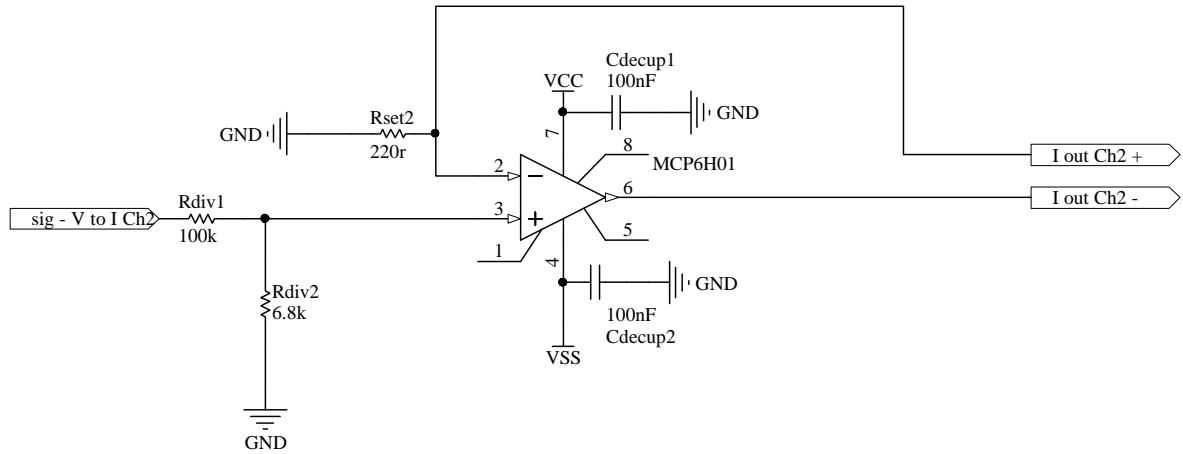 Cdecup1
VCC
100nF
GND
Rset2
GND
220r
7
2
8
MCP6H01
I out Ch2 +
6
I out Ch2 -
Rdiv1
sig - V to I Ch2
100k
3
5
1
4
Rdiv2
6.8k
GND
100nF
Cdecup2
VSS
GND